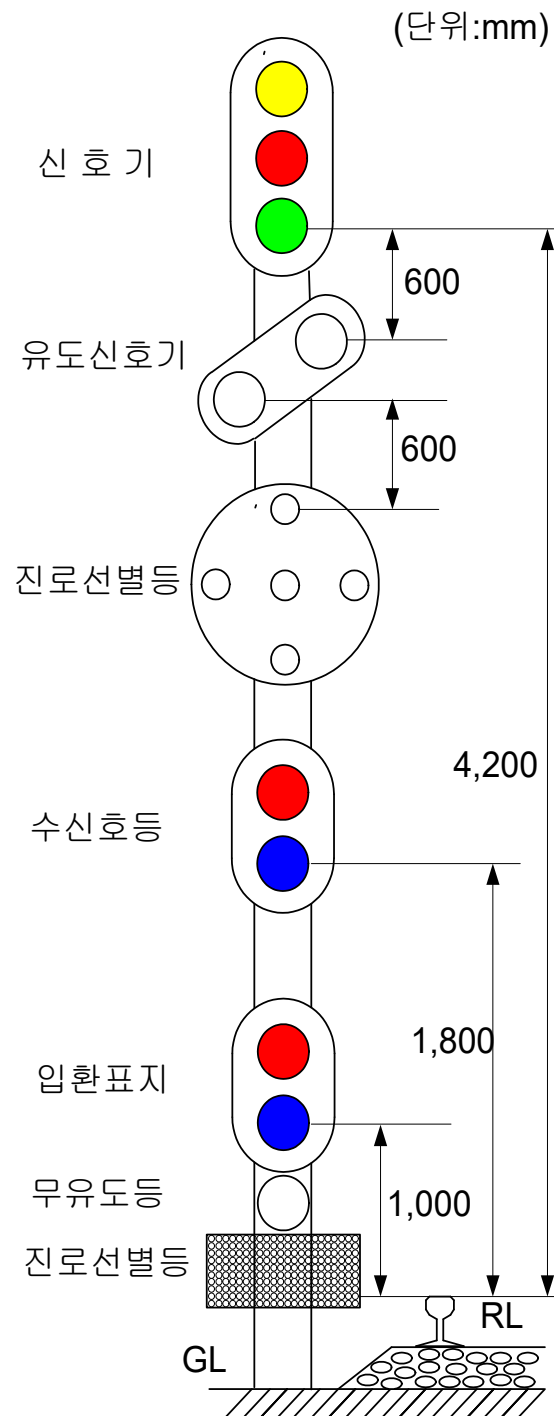 (단위:mm)
신 호 기
600
유도신호기
600
진로선별등
4,200
수신호등
1,800
입환표지
무유도등
1,000
진로선별등
RL
GL